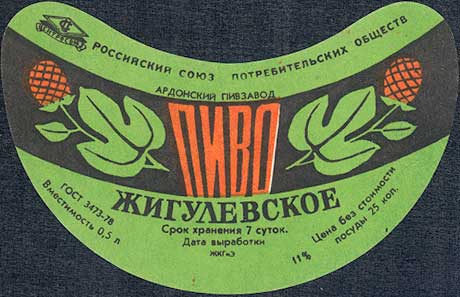 РОССИЙСКИЙ СОЮЗ ПОТРЕБИТЕЛЬСКИХ ОБЩЕСТВ
АРДОНСКИЙ ПИВЗАВОД
ПИВО
ЖИГУЛЕВСКОЕ
ГОСТ 3473-78
Вместимость 0,5 л
Срок хранения 7 суток.
Дата выработки
11%
Цена без стоимости
посуды 25 коп.